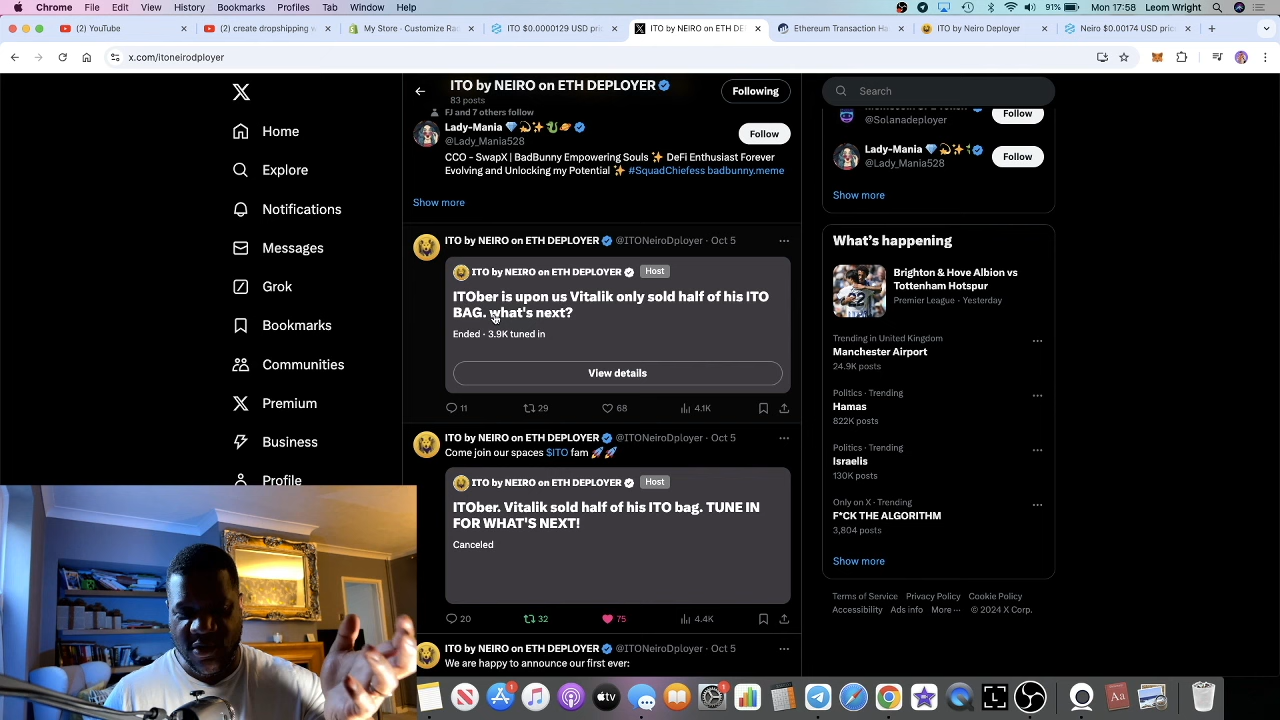 Chrome File Edit View History Bookmarks Profiles Tab Window Help
91% Mon 17:58 Leom Wright
(2) YouTube
(2) create dropshipping w
My Store · Customize Ra
ITO $0.0000129 USD pri
ITO by NEIRO on ETH DE
Ethereum Transaction Ha
ITO by Neiro Deployer
Neiro $0.00174 USD pric
x.com/itoneirodployer
Home
Explore
Notifications
Messages
Grok
Bookmarks
Communities
Premium
Business
Profile
ITO by NEIRO on ETH DEPLOYER
83 posts
Following
FJ and 7 others follow
Lady-Mania
@Lady_Mania528
Follow
CCO - SwapX | BadBunny Empowering Souls ✨ DeFi Enthusiast Forever
Evolving and Unlocking my Potential ✨ #SquadChiefess badbunny.meme
Show more
ITO by NEIRO on ETH DEPLOYER @ITONeiroDployer · Oct 5
ITO by NEIRO on ETH DEPLOYER Host
ITOber is upon us Vitalik only sold half of his ITO
BAG. what's next?
Ended · 3.9K tuned in
View details
11 29 68 4.1K
ITO by NEIRO on ETH DEPLOYER @ITONeiroDployer · Oct 5
Come join our spaces $ITO fam 🚀🚀
ITO by NEIRO on ETH DEPLOYER Host
ITOber. Vitalik sold half of his ITO bag. TUNE IN
FOR WHAT'S NEXT!
Canceled
20 32 75 4.4K
ITO by NEIRO on ETH DEPLOYER @ITONeiroDployer · Oct 5
We are happy to announce our first ever:
Search
@Solanadeployer
Follow
Lady-Mania
@Lady_Mania528
Follow
Show more
What's happening
Brighton & Hove Albion vs
Tottenham Hotspur
Premier League · Yesterday
Trending in United Kingdom
Manchester Airport
24.9K posts
Politics · Trending
Hamas
822K posts
Politics · Trending
Israelis
130K posts
Only on X · Trending
F*CK THE ALGORITHM
3,804 posts
Show more
Terms of Service Privacy Policy Cookie Policy
Accessibility Ads info More ··· © 2024 X Corp.